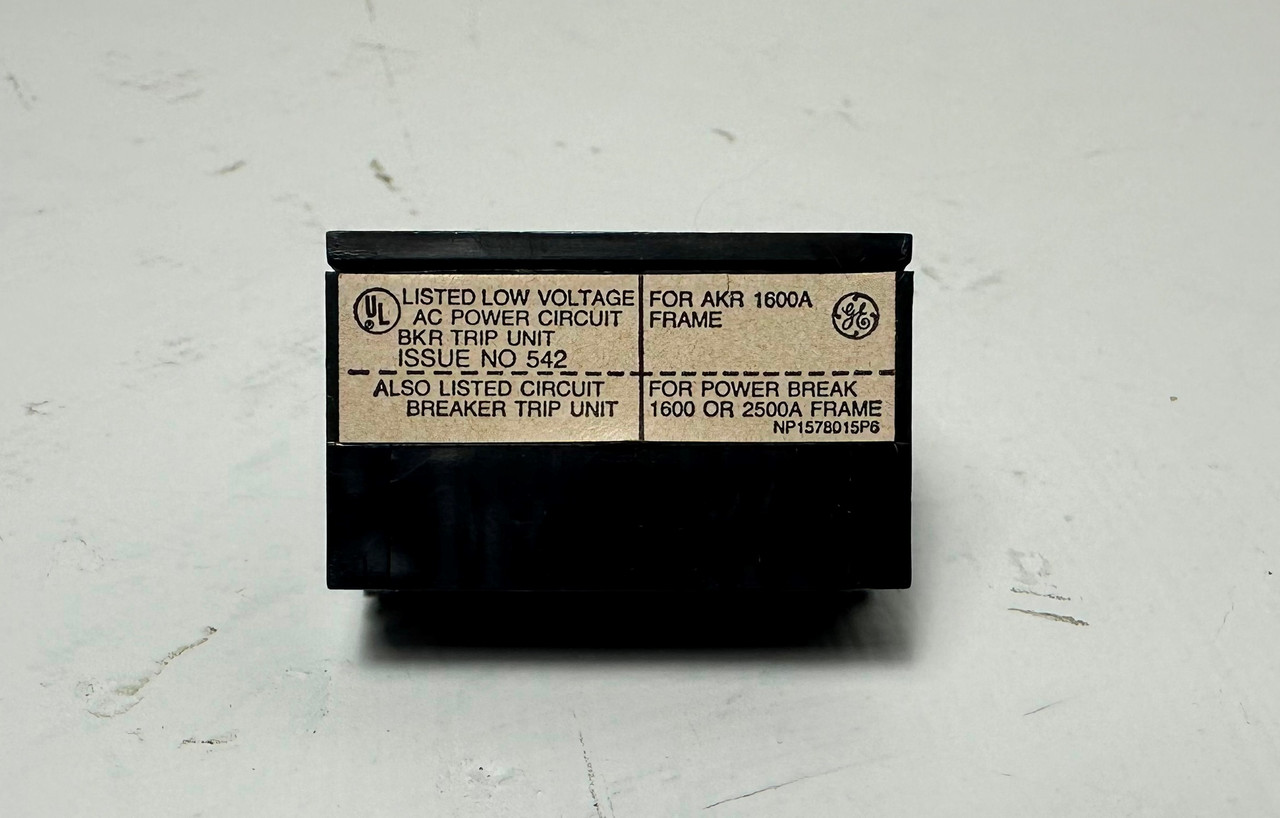 UL LISTED LOW VOLTAGE
AC POWER CIRCUIT
BKR TRIP UNIT
ISSUE NO 542
ALSO LISTED CIRCUIT
BREAKER TRIP UNIT
FOR AKR 1600A
FRAME
GE
FOR POWER BREAK
1600 OR 2500A FRAME
NP1578015P6